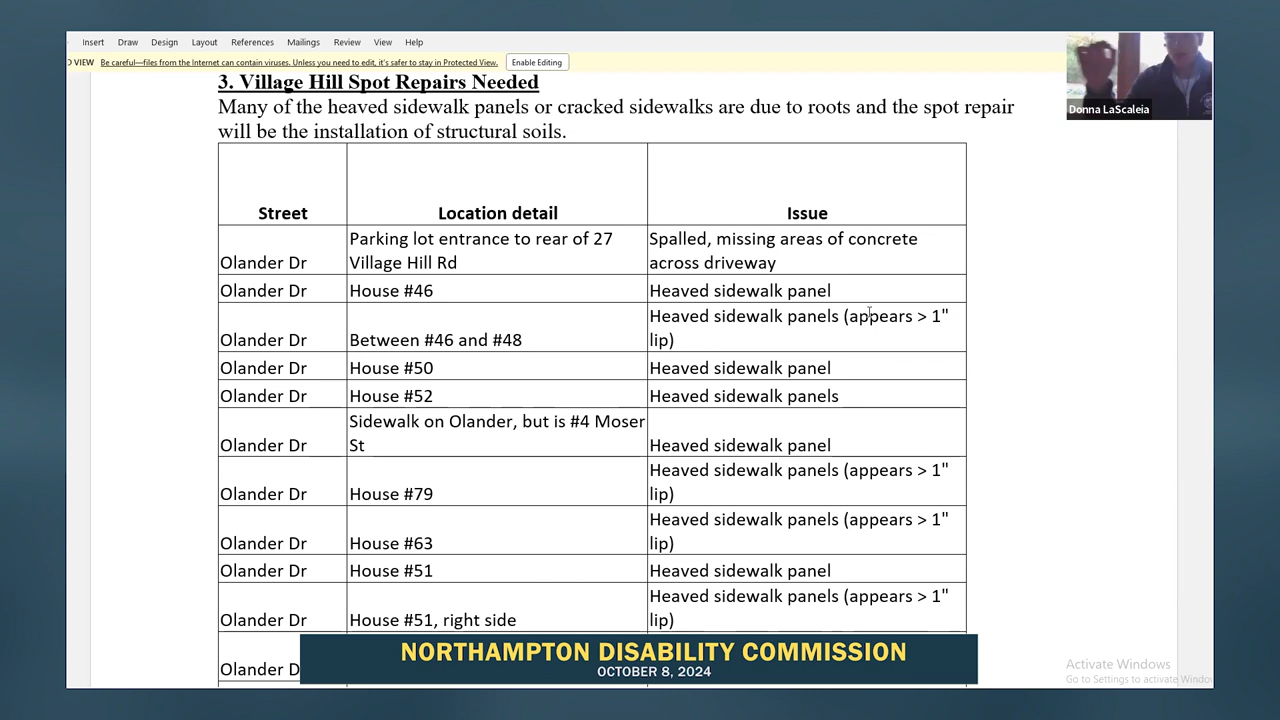 Insert Draw Design Layout References Mailings Review View Help
VIEW Be careful—files from the Internet can contain viruses. Unless you need to edit, it's safer to stay in Protected View. Enable Editing
3. Village Hill Spot Repairs Needed
Many of the heaved sidewalk panels or cracked sidewalks are due to roots and the spot repair
will be the installation of structural soils.
Donna LaScaleia
Street Location detail Issue
Parking lot entrance to rear of 27 Spalled, missing areas of concrete
Olander Dr Village Hill Rd across driveway
Olander Dr House #46 Heaved sidewalk panel
Heaved sidewalk panels (appears > 1"
Olander Dr Between #46 and #48 lip)
Olander Dr House #50 Heaved sidewalk panel
Olander Dr House #52 Heaved sidewalk panels
Sidewalk on Olander, but is #4 Moser
Olander Dr St Heaved sidewalk panel
Heaved sidewalk panels (appears > 1"
Olander Dr House #79 lip)
Heaved sidewalk panels (appears > 1"
Olander Dr House #63 lip)
Olander Dr House #51 Heaved sidewalk panel
Heaved sidewalk panels (appears > 1"
Olander Dr House #51, right side lip)
Olander D
NORTHAMPTON DISABILITY COMMISSION
OCTOBER 8, 2024
Activate Windows
Go to Settings to activate Windo